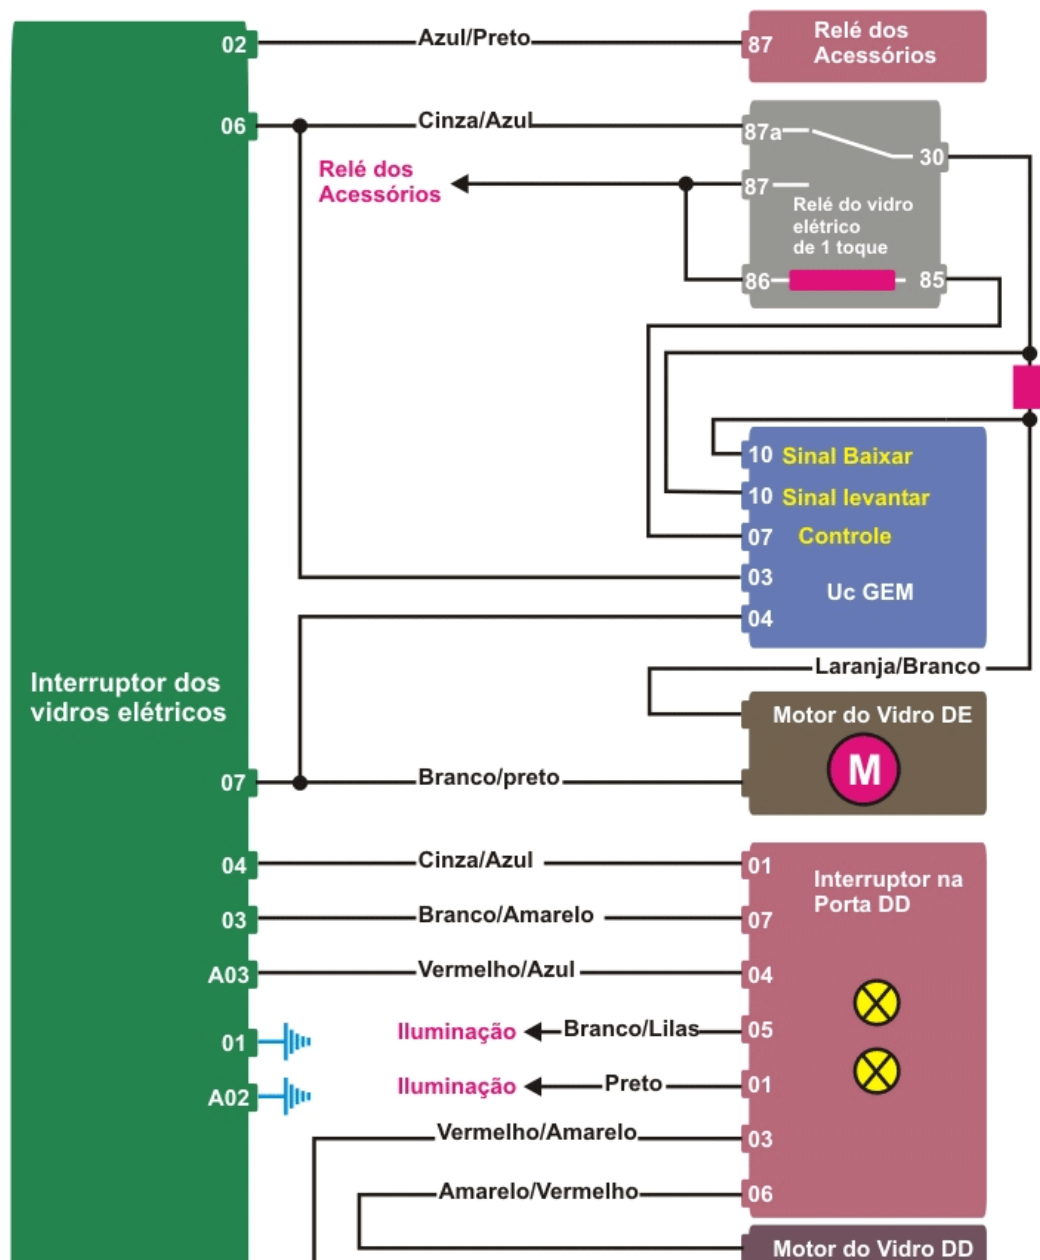 02
Azul/Preto
87
Relé dos
Acessórios
06
Cinza/Azul
87a
30
Relé dos
Acessórios
87
Relé do vidro
elétrico
de 1 toque
86
85
10 Sinal Baixar
10 Sinal levantar
07 Controle
03
Uc GEM
04
Laranja/Branco
Interruptor dos
vidros elétricos
Motor do Vidro DE
M
07
Branco/preto
04
Cinza/Azul
01
Interruptor na
Porta DD
03
Branco/Amarelo
07
A03
Vermelho/Azul
04
01
Iluminação
Branco/Lilas
05
A02
Iluminação
Preto
01
Vermelho/Amarelo
03
Amarelo/Vermelho
06
Motor do Vidro DD